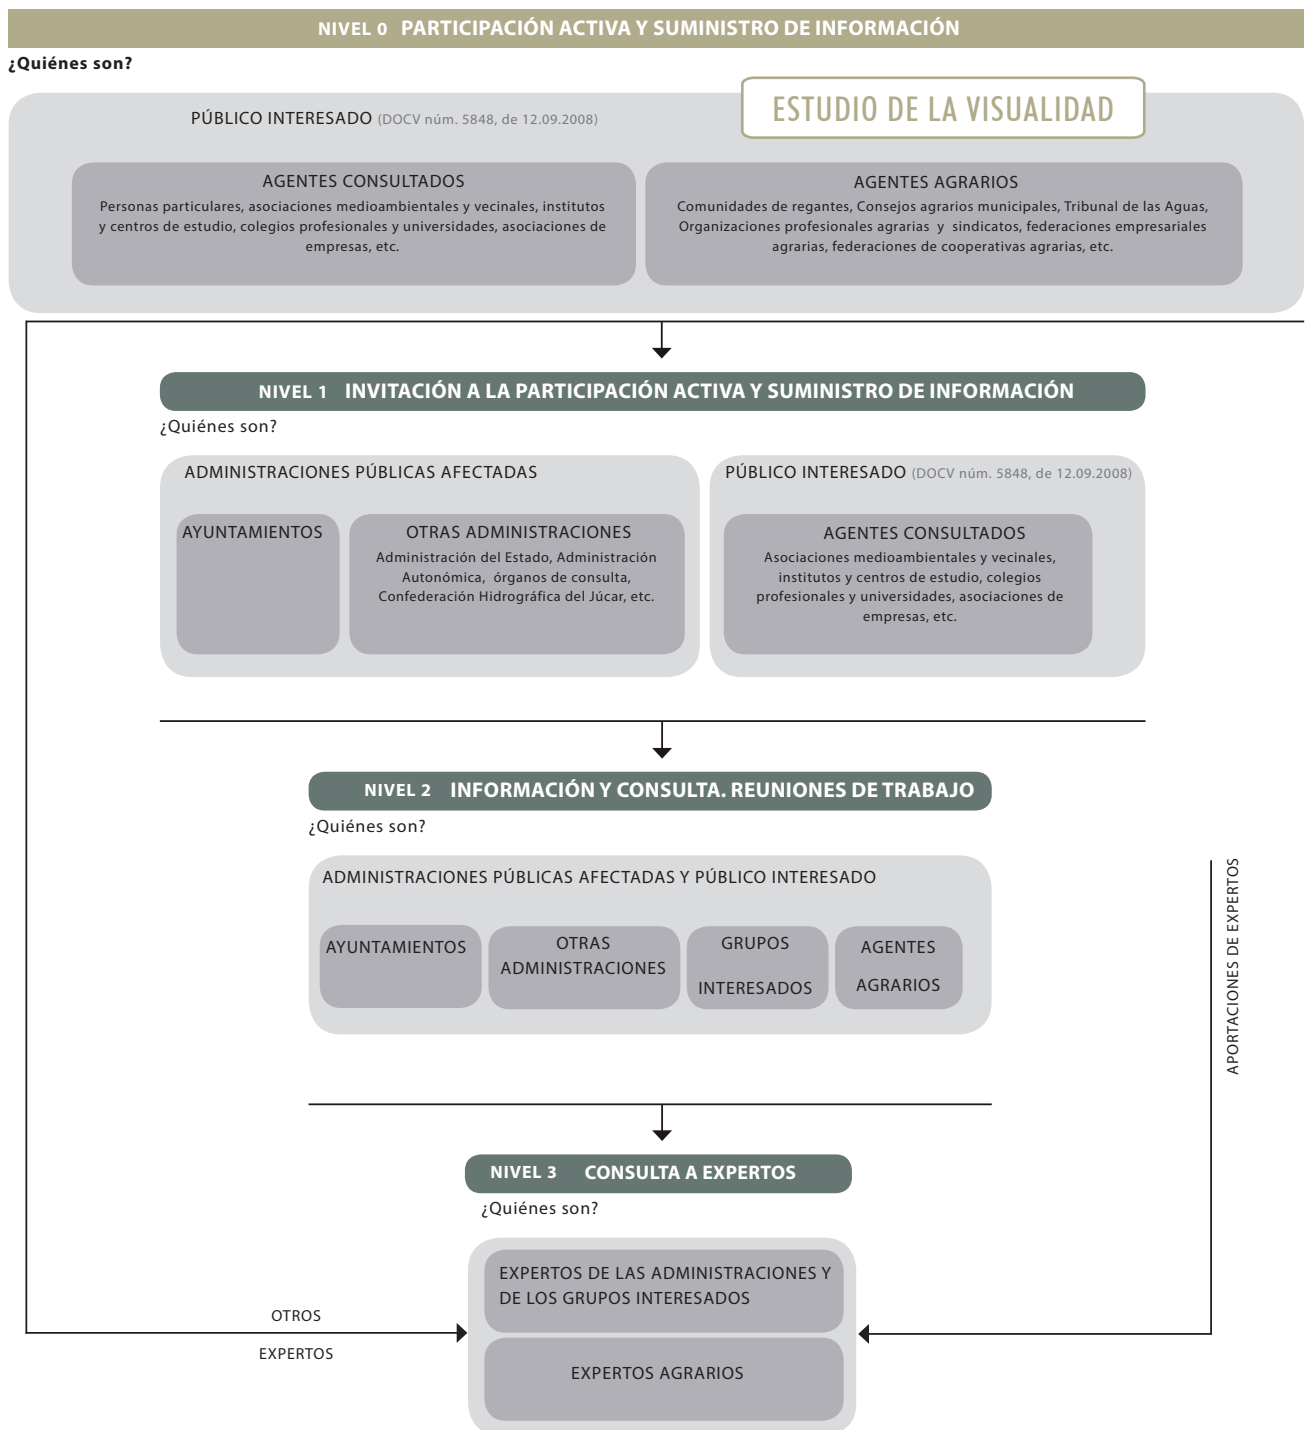 NIVEL 0 PARTICIPACIÓN ACTIVA Y SUMINISTRO DE INFORMACIÓN
¿Quiénes son?
ESTUDIO DE LA VISUALIDAD
PÚBLICO INTERESADO (DOCV núm. 5848, de 12.09.2008)
AGENTES CONSULTADOS
Personas particulares, asociaciones medioambientales y vecinales, institutos
y centros de estudio, colegios profesionales y universidades, asociaciones de
empresas, etc.
AGENTES AGRARIOS
Comunidades de regantes, Consejos agrarios municipales, Tribunal de las Aguas,
Organizaciones profesionales agrarias y sindicatos, federaciones empresariales
agrarias, federaciones de cooperativas agrarias, etc.
NIVEL 1 INVITACIÓN A LA PARTICIPACIÓN ACTIVA Y SUMINISTRO DE INFORMACIÓN
¿Quiénes son?
ADMINISTRACIONES PÚBLICAS AFECTADAS
AYUNTAMIENTOS
OTRAS ADMINISTRACIONES
Administración del Estado, Administración
Autonómica, órganos de consulta,
Confederación Hidrográfica del Júcar, etc.
PÚBLICO INTERESADO (DOCV núm. 5848, de 12.09.2008)
AGENTES CONSULTADOS
Asociaciones medioambientales y vecinales,
institutos y centros de estudio, colegios
profesionales y universidades, asociaciones de
empresas, etc.
NIVEL 2 INFORMACIÓN Y CONSULTA. REUNIONES DE TRABAJO
¿Quiénes son?
ADMINISTRACIONES PÚBLICAS AFECTADAS Y PÚBLICO INTERESADO
AYUNTAMIENTOS
OTRAS
ADMINISTRACIONES
GRUPOS
INTERESADOS
AGENTES
AGRARIOS
APORTACIONES DE EXPERTOS
NIVEL 3 CONSULTA A EXPERTOS
¿Quiénes son?
EXPERTOS DE LAS ADMINISTRACIONES Y
DE LOS GRUPOS INTERESADOS
OTROS
EXPERTOS
EXPERTOS AGRARIOS